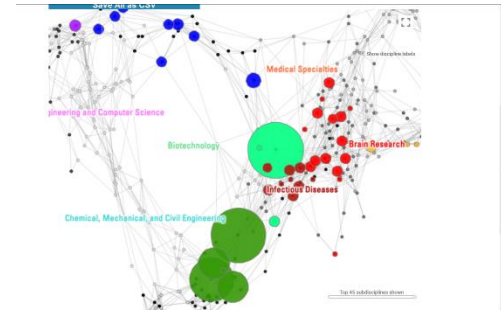 Save All as CSV
Show discipline labels
Medical Specialties
gineering and Computer Science
Biotechnology
Brain Research
Infectious Diseases
Chemical, Mechanical, and Civil Engineering
Top 45 subdisciplines shown